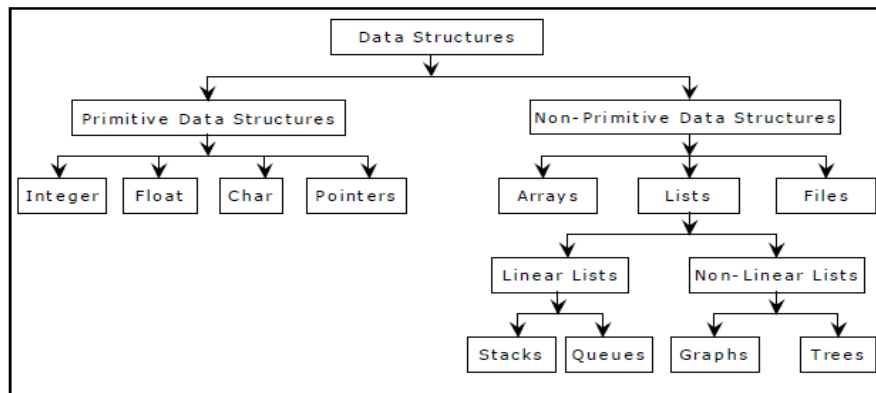 Data Structures
Primitive Data Structures
Non-Primitive Data Structures
Integer
Float
Char
Pointers
Arrays
Lists
Files
Linear Lists
Non-Linear Lists
Stacks
Queues
Graphs
Trees